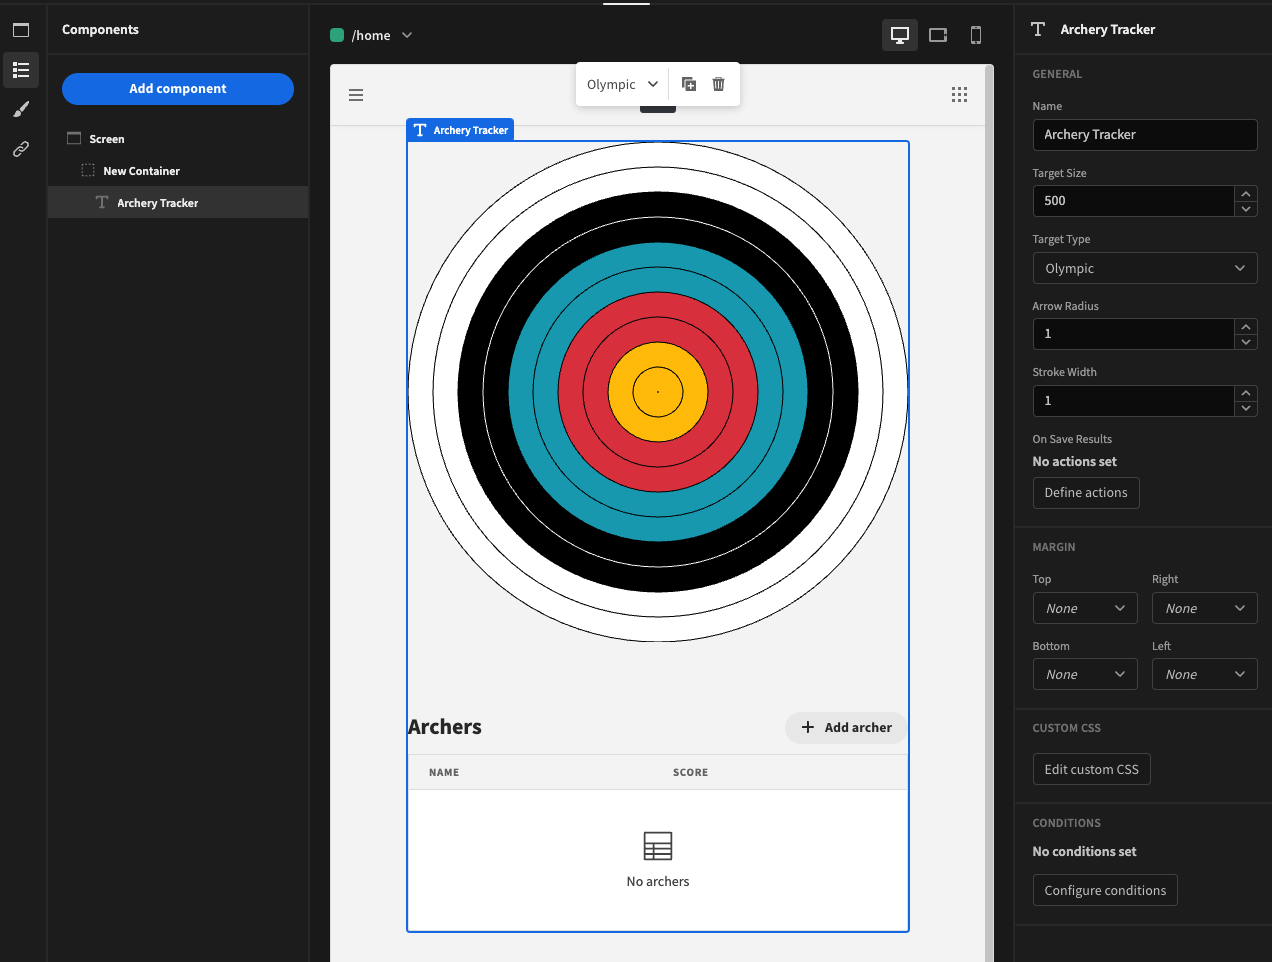 Components
Add component
Screen
New Container
Archery Tracker
/home
Olympic
Archery Tracker
Archers
Add archer
NAME
SCORE
No archers
Archery Tracker
GENERAL
Name
Archery Tracker
Target Size
500
Target Type
Olympic
Arrow Radius
1
Stroke Width
1
On Save Results
No actions set
Define actions
MARGIN
Top
Right
None
None
Bottom
Left
None
None
CUSTOM CSS
Edit custom CSS
CONDITIONS
No conditions set
Configure conditions